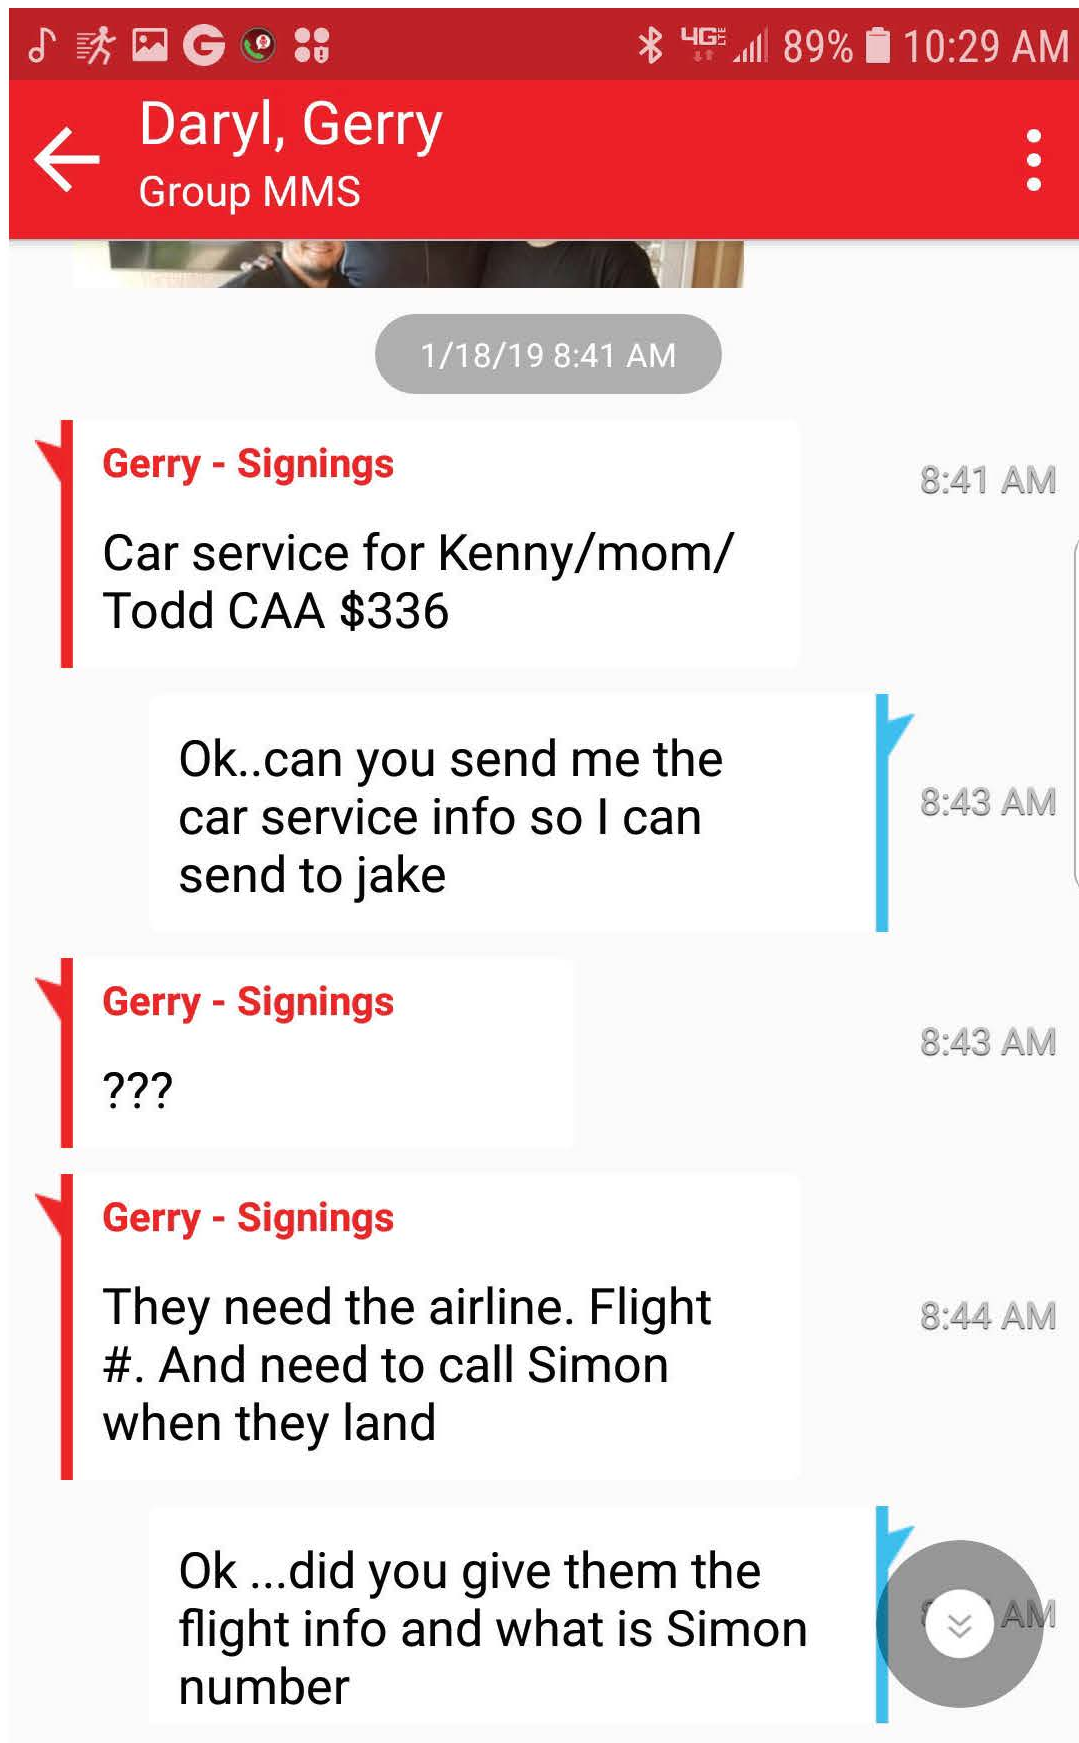 4G LTE 89% 10:29 AM
Daryl, Gerry
Group MMS
1/18/19 8:41 AM
Gerry - Signings
8:41 AM
Car service for Kenny/mom/
Todd CAA $336
Ok..can you send me the
car service info so I can
send to jake
8:43 AM
Gerry - Signings
8:43 AM
???
Gerry - Signings
They need the airline. Flight
#. And need to call Simon
when they land
8:44 AM
Ok ...did you give them the
flight info and what is Simon
number
AM